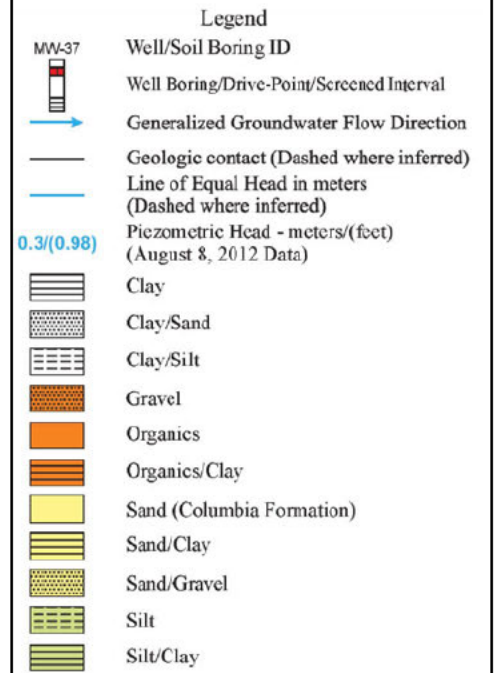 Legend
MW-37 Well/Soil Boring ID
Well Boring/Drive-Point/Screened Interval
Generalized Groundwater Flow Direction
Geologic contact (Dashed where inferred)
Line of Equal Head in meters
(Dashed where inferred)
0.3/(0.98) Piezometric Head - meters/(feet)
(August 8, 2012 Data)
Clay
Clay/Sand
Clay/Silt
Gravel
Organics
Organics/Clay
Sand (Columbia Formation)
Sand/Clay
Sand/Gravel
Silt
Silt/Clay